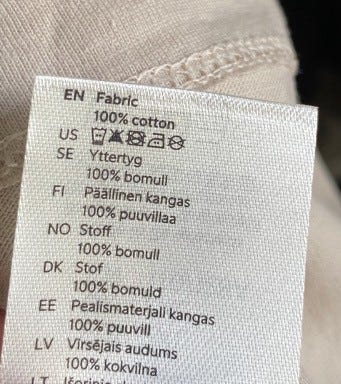 EN Fabric
100% cotton
US
SE Yttertyg
100% bomull
FI Päällinen kangas
100% puuvillaa
NO Stoff
100% bomull
DK Stof
100% bomuld
EE Pealismaterjali kangas
100% puuvill
LV Virsējais audums
100% kokvilna